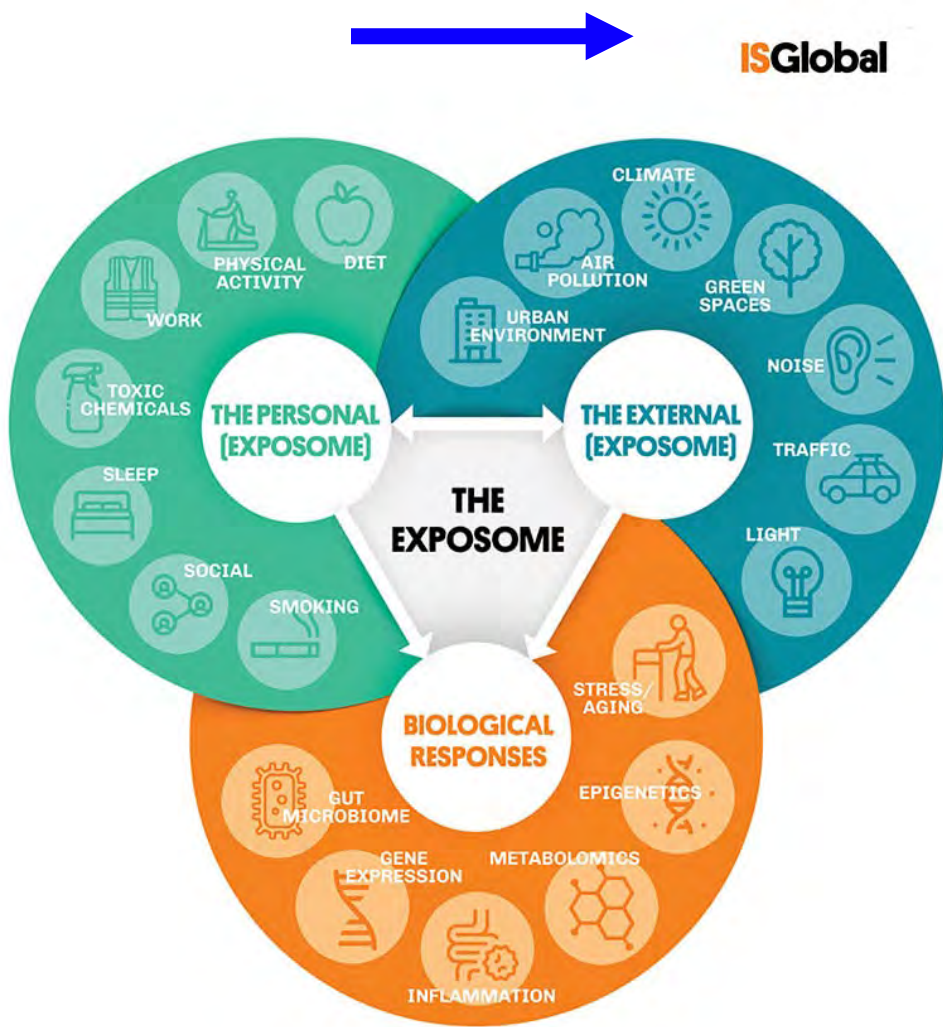 ISGlobal
CLIMATE
AIR
POLLUTION
GREEN
SPACES
URBAN
ENVIRONMENT
NOISE
TRAFFIC
LIGHT
DIET
PHYSICAL
ACTIVITY
WORK
TOXIC
CHEMICALS
SLEEP
SOCIAL
SMOKING
THE PERSONAL
(EXPOSOME)
THE EXTERNAL
(EXPOSOME)
THE
EXPOSOME
BIOLOGICAL
RESPONSES
STRESS/
AGING
EPIGENETICS
METABOLOMICS
INFLAMMATION
GENE
EXPRESSION
GUT
MICROBIOME